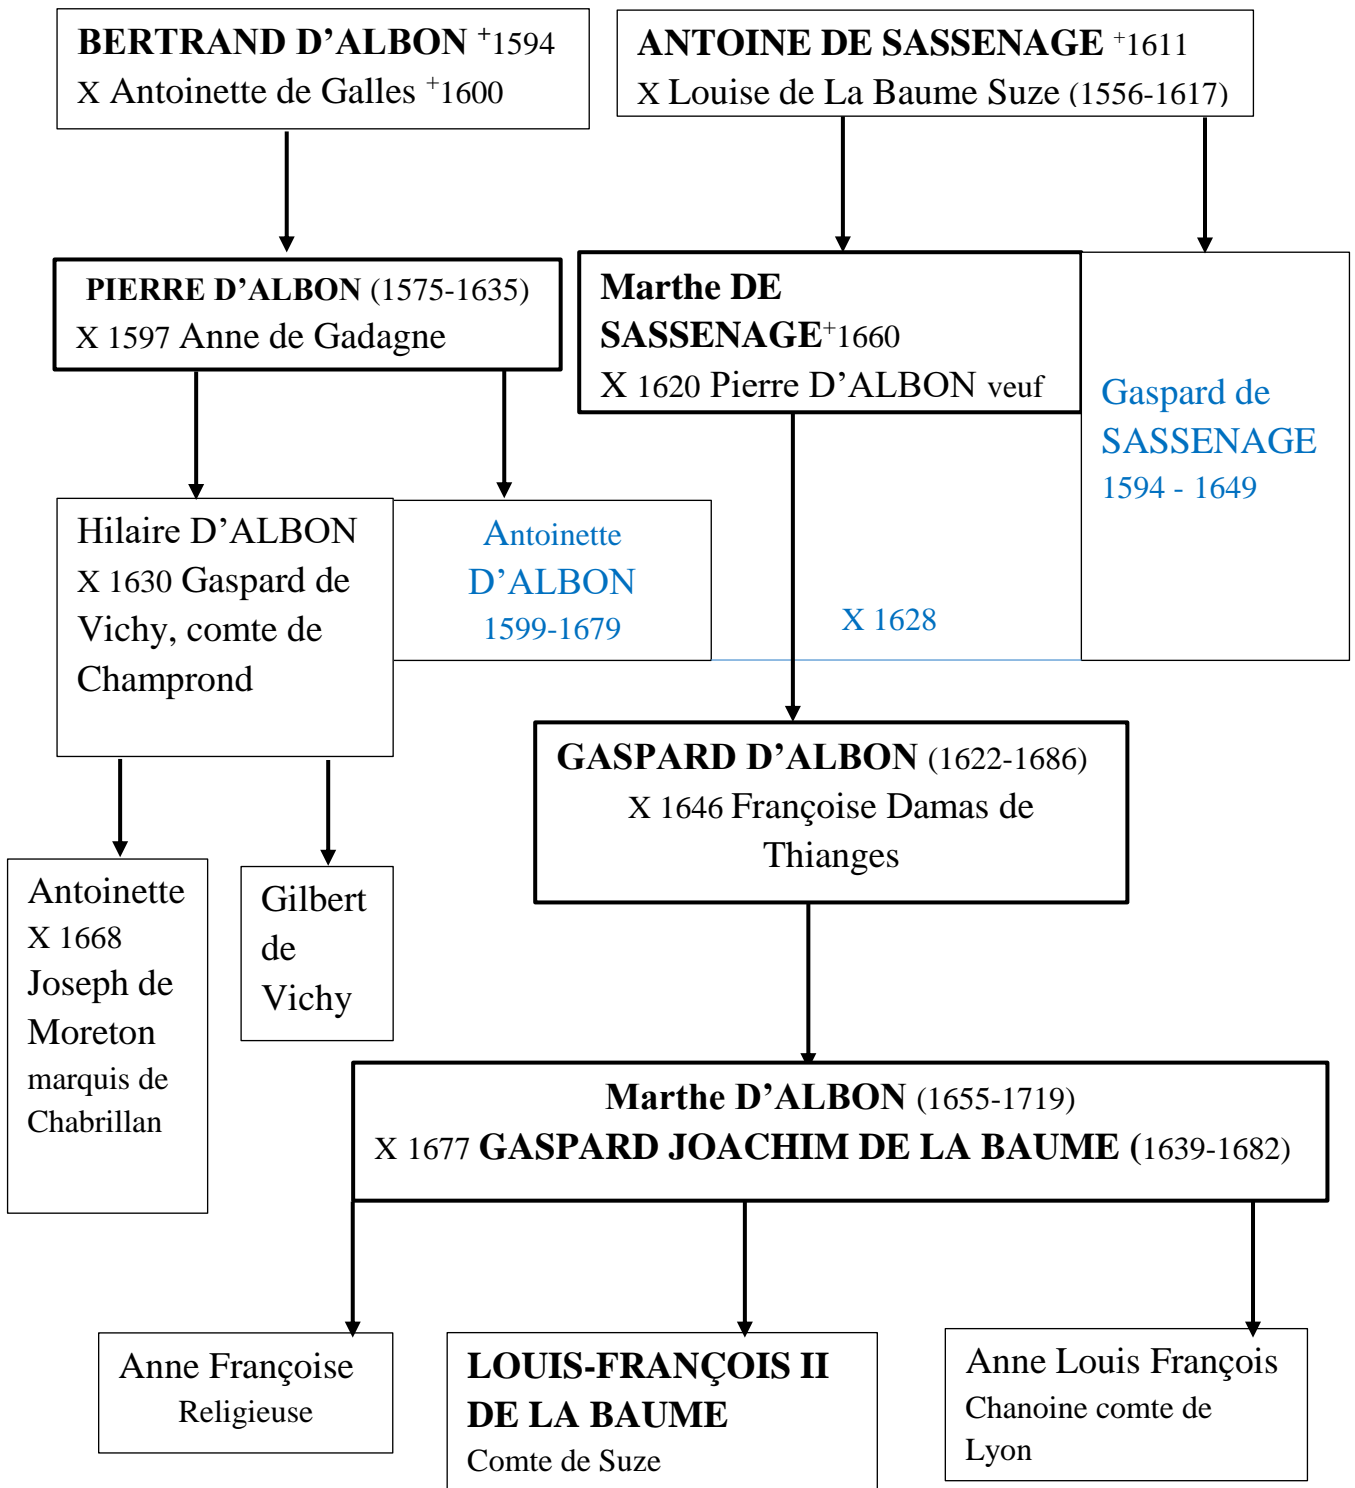 BERTRAND D’ALBON +1594
X Antoinette de Galles +1600
ANTOINE DE SASSENAGE +1611
X Louise de La Baume Suze (1556-1617)
PIERRE D’ALBON (1575-1635)
X 1597 Anne de Gadagne
Marthe DE
SASSENAGE+1660
X 1620 Pierre D’ALBON veuf
Gaspard de
SASSENAGE
1594 - 1649
Hilaire D’ALBON
X 1630 Gaspard de
Vichy, comte de
Champrond
Antoinette
D’ALBON
1599-1679
X 1628
GASPARD D’ALBON (1622-1686)
X 1646 Françoise Damas de
Thianges
Antoinette
X 1668
Joseph de
Moreton
marquis de
Chabrillan
Gilbert
de
Vichy
Marthe D’ALBON (1655-1719)
X 1677 GASPARD JOACHIM DE LA BAUME (1639-1682)
Anne Françoise
Religieuse
LOUIS-FRANÇOIS II
DE LA BAUME
Comte de Suze
Anne Louis François
Chanoine comte de
Lyon